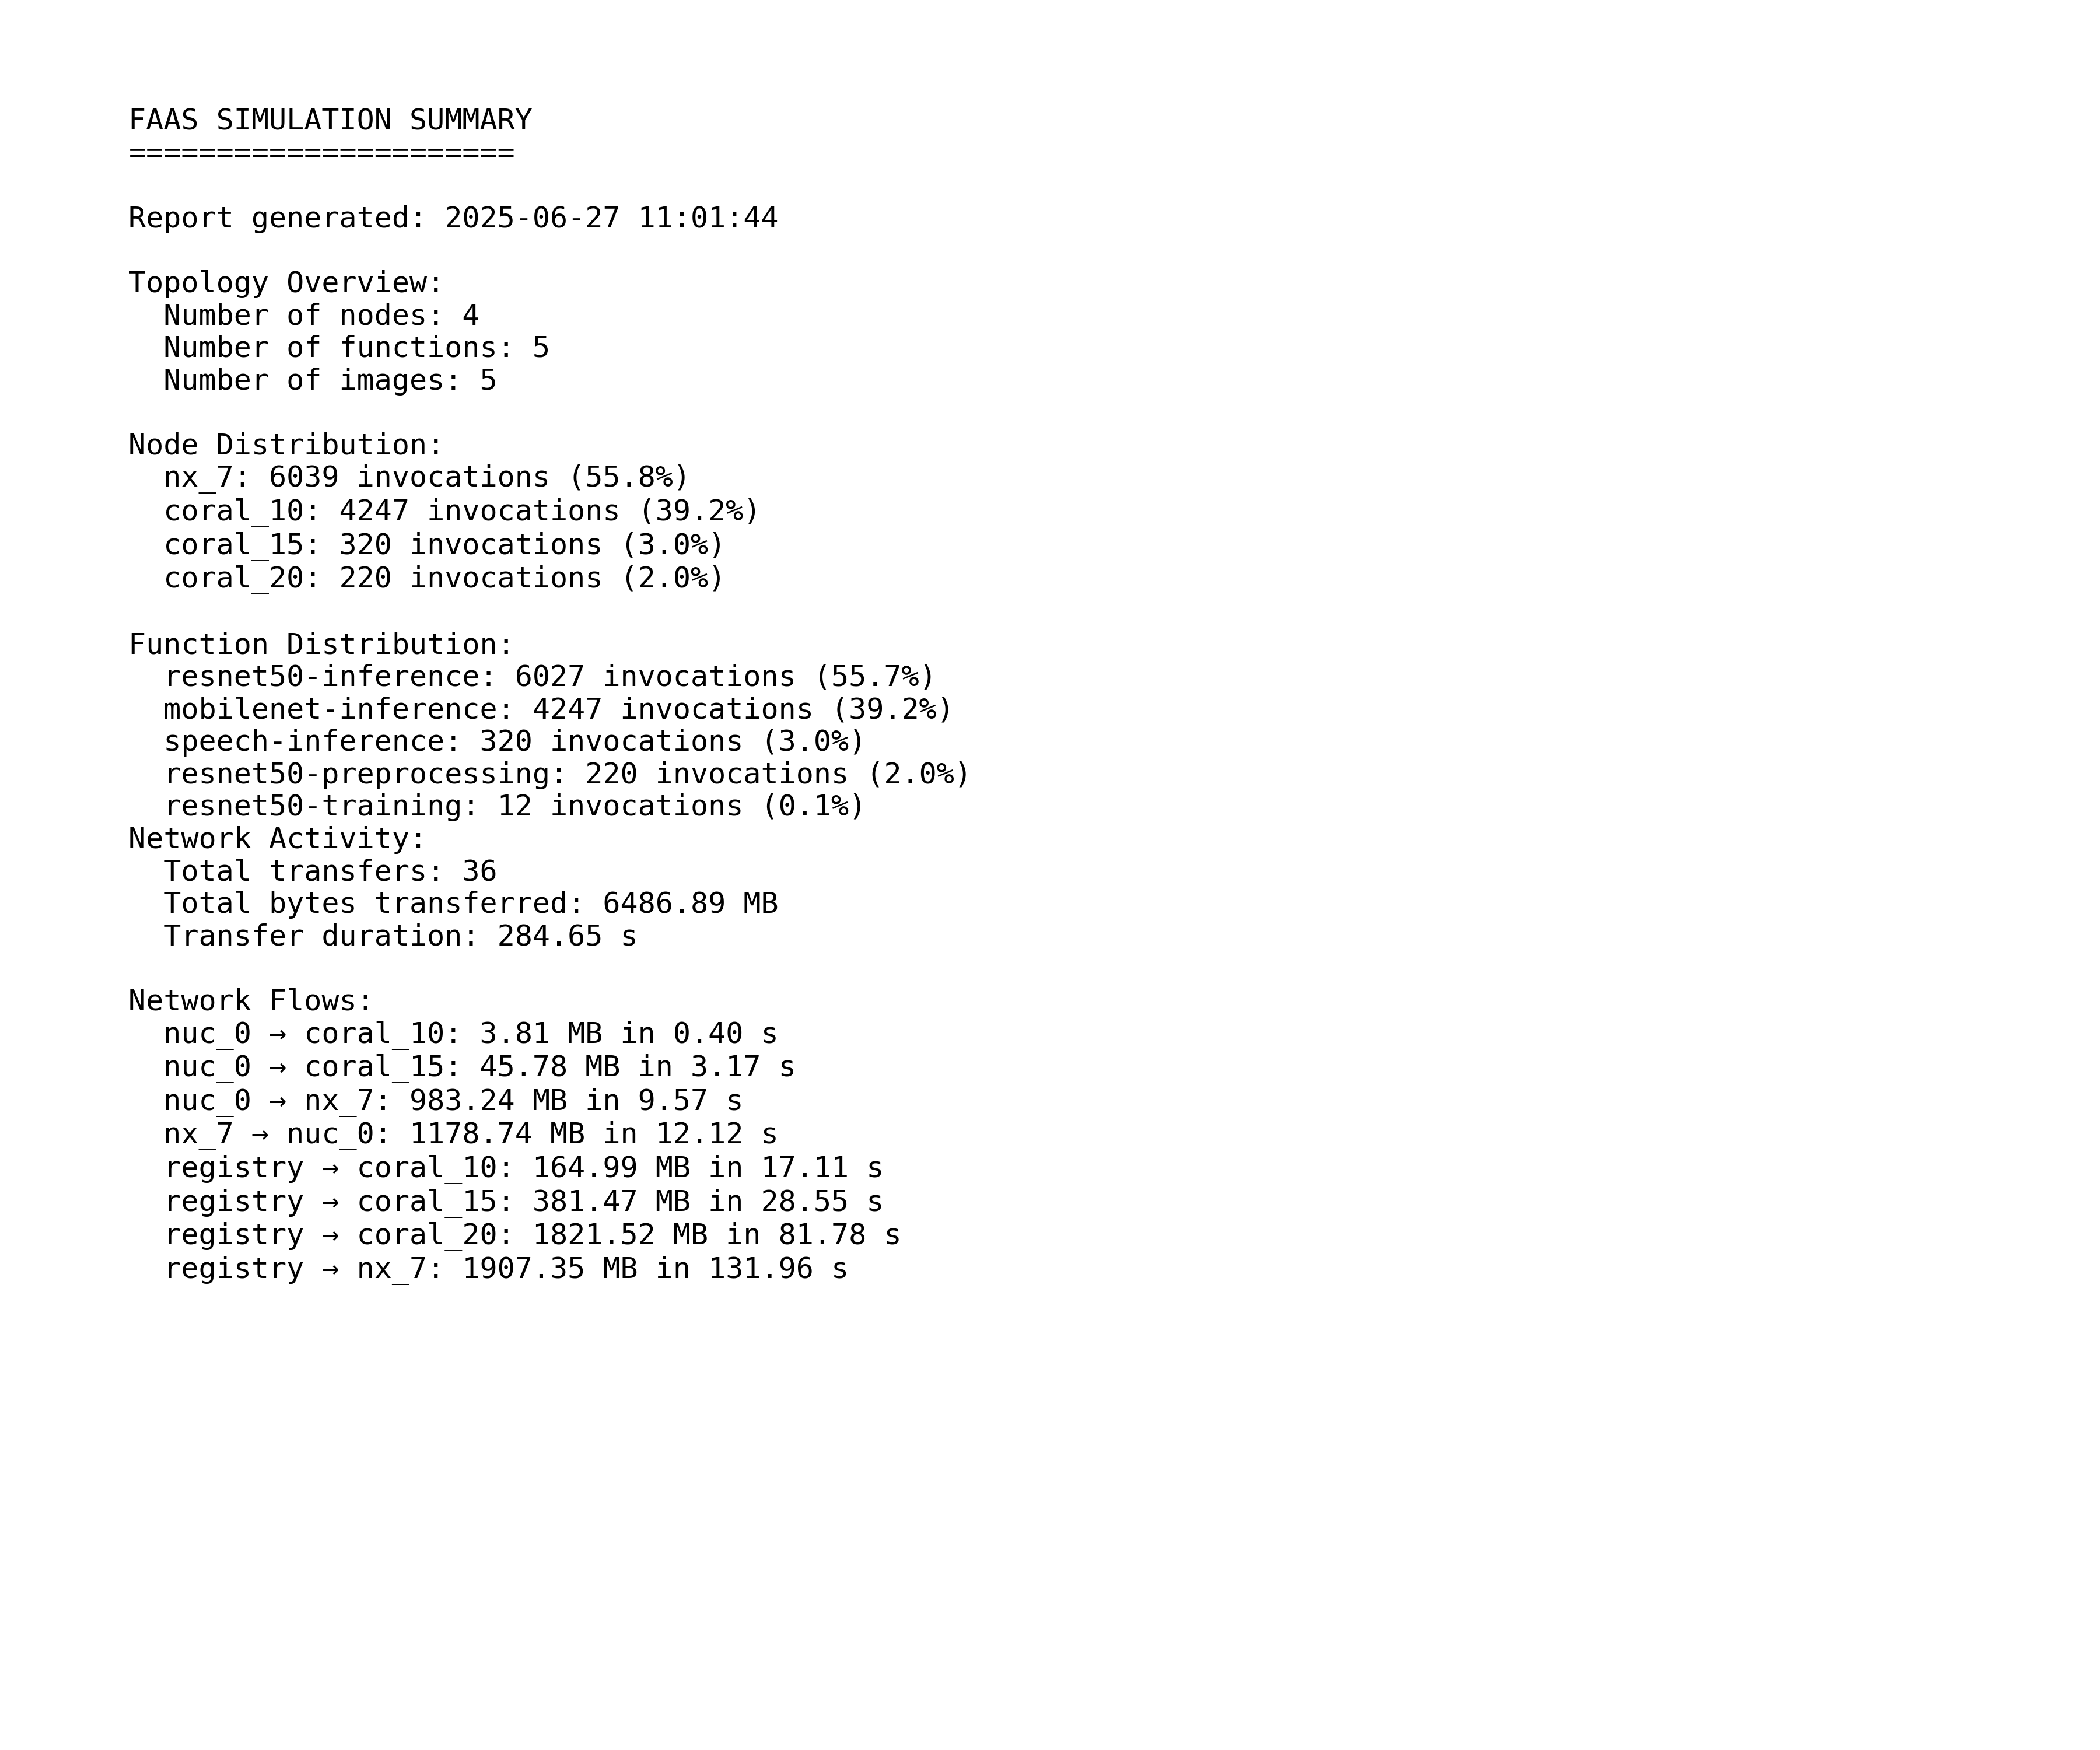 FAAS SIMULATION SUMMARY
======================
Report generated: 2025-06-27 11:01:44
Topology Overview:
  Number of nodes: 4
  Number of functions: 5
  Number of images: 5
Node Distribution:
  nx_7: 6039 invocations (55.8%)
  coral_10: 4247 invocations (39.2%)
  coral_15: 320 invocations (3.0%)
  coral_20: 220 invocations (2.0%)
Function Distribution:
  resnet50-inference: 6027 invocations (55.7%)
  mobilenet-inference: 4247 invocations (39.2%)
  speech-inference: 320 invocations (3.0%)
  resnet50-preprocessing: 220 invocations (2.0%)
  resnet50-training: 12 invocations (0.1%)
Network Activity:
  Total transfers: 36
  Total bytes transferred: 6486.89 MB
  Transfer duration: 284.65 s
Network Flows:
  nuc_0 → coral_10: 3.81 MB in 0.40 s
  nuc_0 → coral_15: 45.78 MB in 3.17 s
  nuc_0 → nx_7: 983.24 MB in 9.57 s
  nx_7 → nuc_0: 1178.74 MB in 12.12 s
  registry → coral_10: 164.99 MB in 17.11 s
  registry → coral_15: 381.47 MB in 28.55 s
  registry → coral_20: 1821.52 MB in 81.78 s
  registry → nx_7: 1907.35 MB in 131.96 s